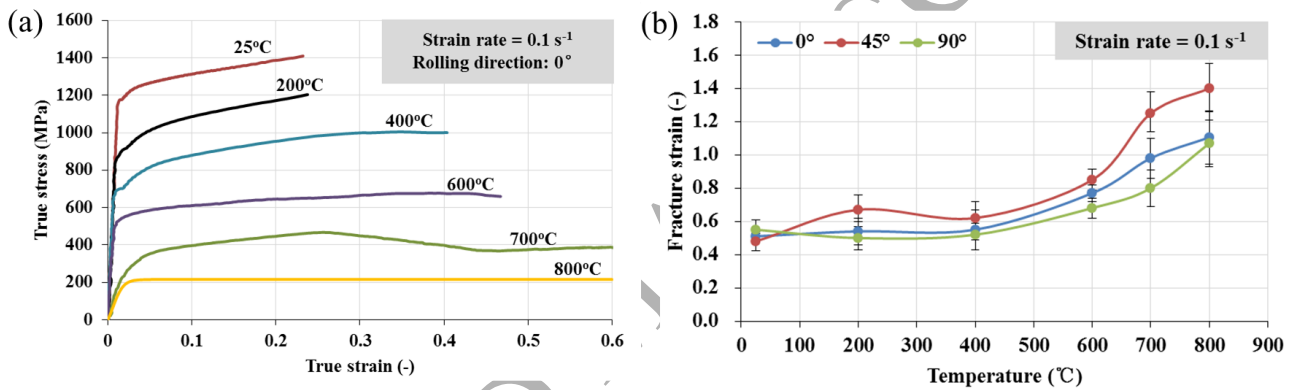 (a)
1600
1400
1200
1000
800
600
400
200
0
True stress (MPa)
Strain rate = 0.1 s⁻¹
Rolling direction: 0°
25°C
200°C
400°C
600°C
700°C
800°C
0 0.1 0.2 0.3 0.4 0.5 0.6
True strain (-)
(b)
1.8
1.6
1.4
1.2
1.0
0.8
0.6
0.4
0.2
0.0
Fracture strain (-)
0° 45° 90°
Strain rate = 0.1 s⁻¹
0 100 200 300 400 500 600 700 800 900
Temperature (℃)